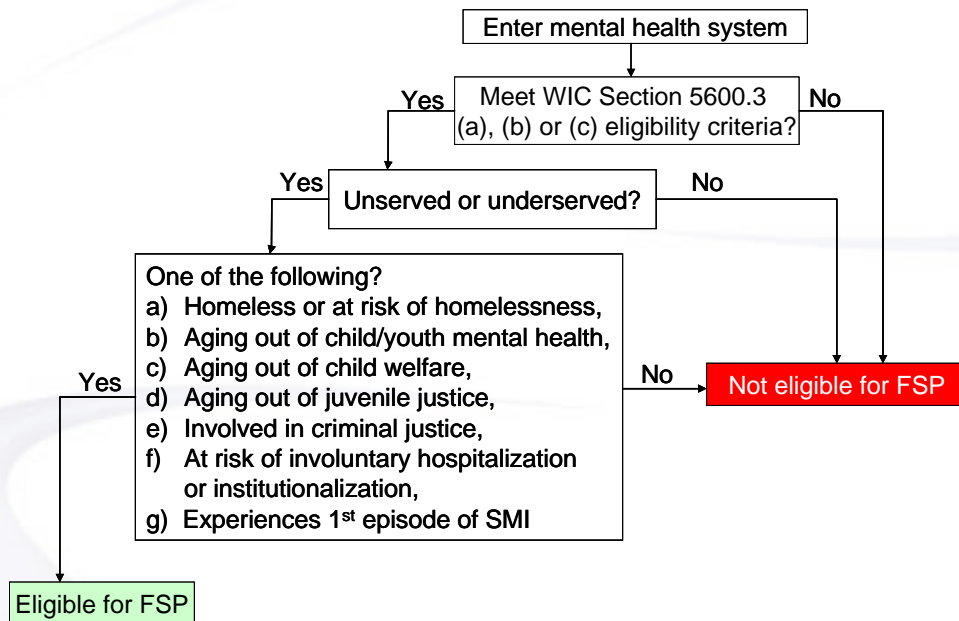 Enter mental health system
Meet WIC Section 5600.3
(a), (b) or (c) eligibility criteria?
Yes
No
Unserved or underserved?
Yes
No
One of the following?
a) Homeless or at risk of homelessness,
b) Aging out of child/youth mental health,
c) Aging out of child welfare,
d) Aging out of juvenile justice,
e) Involved in criminal justice,
f) At risk of involuntary hospitalization
or institutionalization,
g) Experiences 1st episode of SMI
Yes
No
Not eligible for FSP
Eligible for FSP